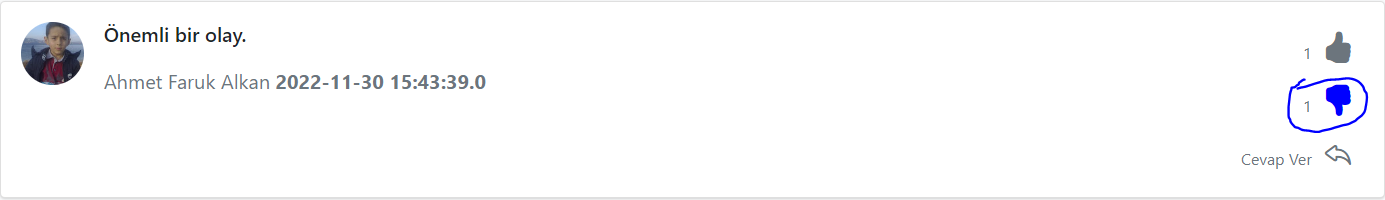 Önemli bir olay.
Ahmet Faruk Alkan 2022-11-30 15:43:39.0
1
1
Cevap Ver